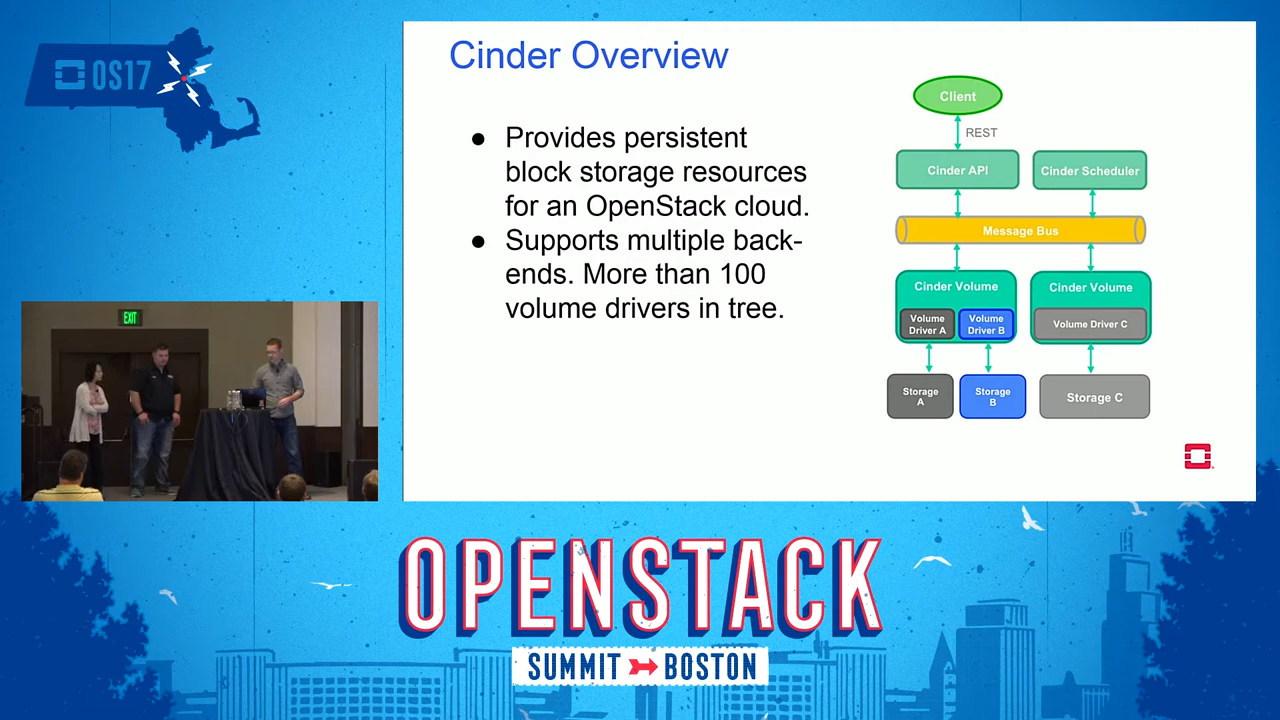 OS17
Cinder Overview
● Provides persistent
block storage resources
for an OpenStack cloud.
● Supports multiple back-
ends. More than 100
volume drivers in tree.
Client
REST
Cinder API
Cinder Scheduler
Message Bus
Cinder Volume
Volume
Driver A
Volume
Driver B
Cinder Volume
Volume Driver C
Storage
A
Storage
B
Storage C
EXIT
OPENSTACK
SUMMIT BOSTON